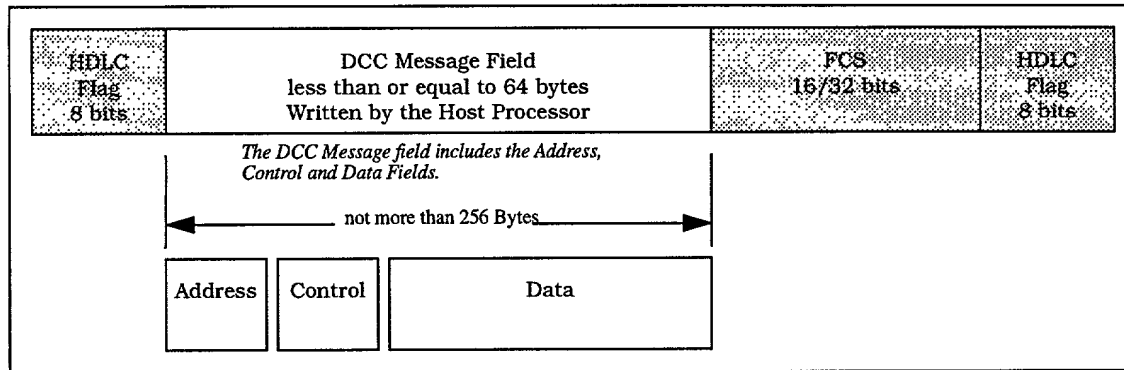 HDLC
Flag
8 bits
DCC Message Field
less than or equal to 64 bytes
Written by the Host Processor
FCS
16/32 bits
HDLC
Flag
8 bits
The DCC Message field includes the Address,
Control and Data Fields.
not more than 256 Bytes
Address
Control
Data